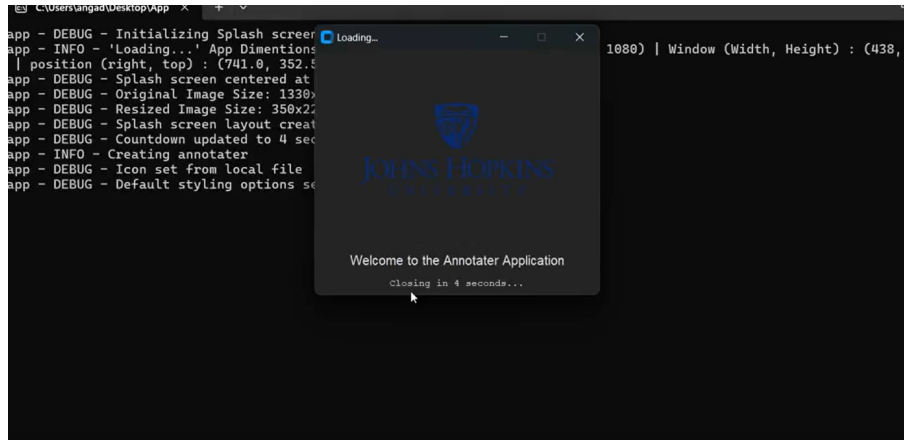 C:\Users\angad\Desktop\App
app - DEBUG - Initializing Splash screen
app - INFO - 'Loading...' App Dimentions
1080) | Window (Width, Height) : (438,
| position (right, top) : (741.0, 352.5
app - DEBUG - Splash screen centered at
app - DEBUG - Original Image Size: 1330x
app - DEBUG - Resized Image Size: 350x22
app - DEBUG - Splash screen layout creat
app - DEBUG - Countdown updated to 4 sec
app - INFO - Creating annotater
app - DEBUG - Icon set from local file
app - DEBUG - Default styling options se
Loading...
JOHNS HOPKINS
UNIVERSITY
Welcome to the Annotater Application
Closing in 4 seconds...